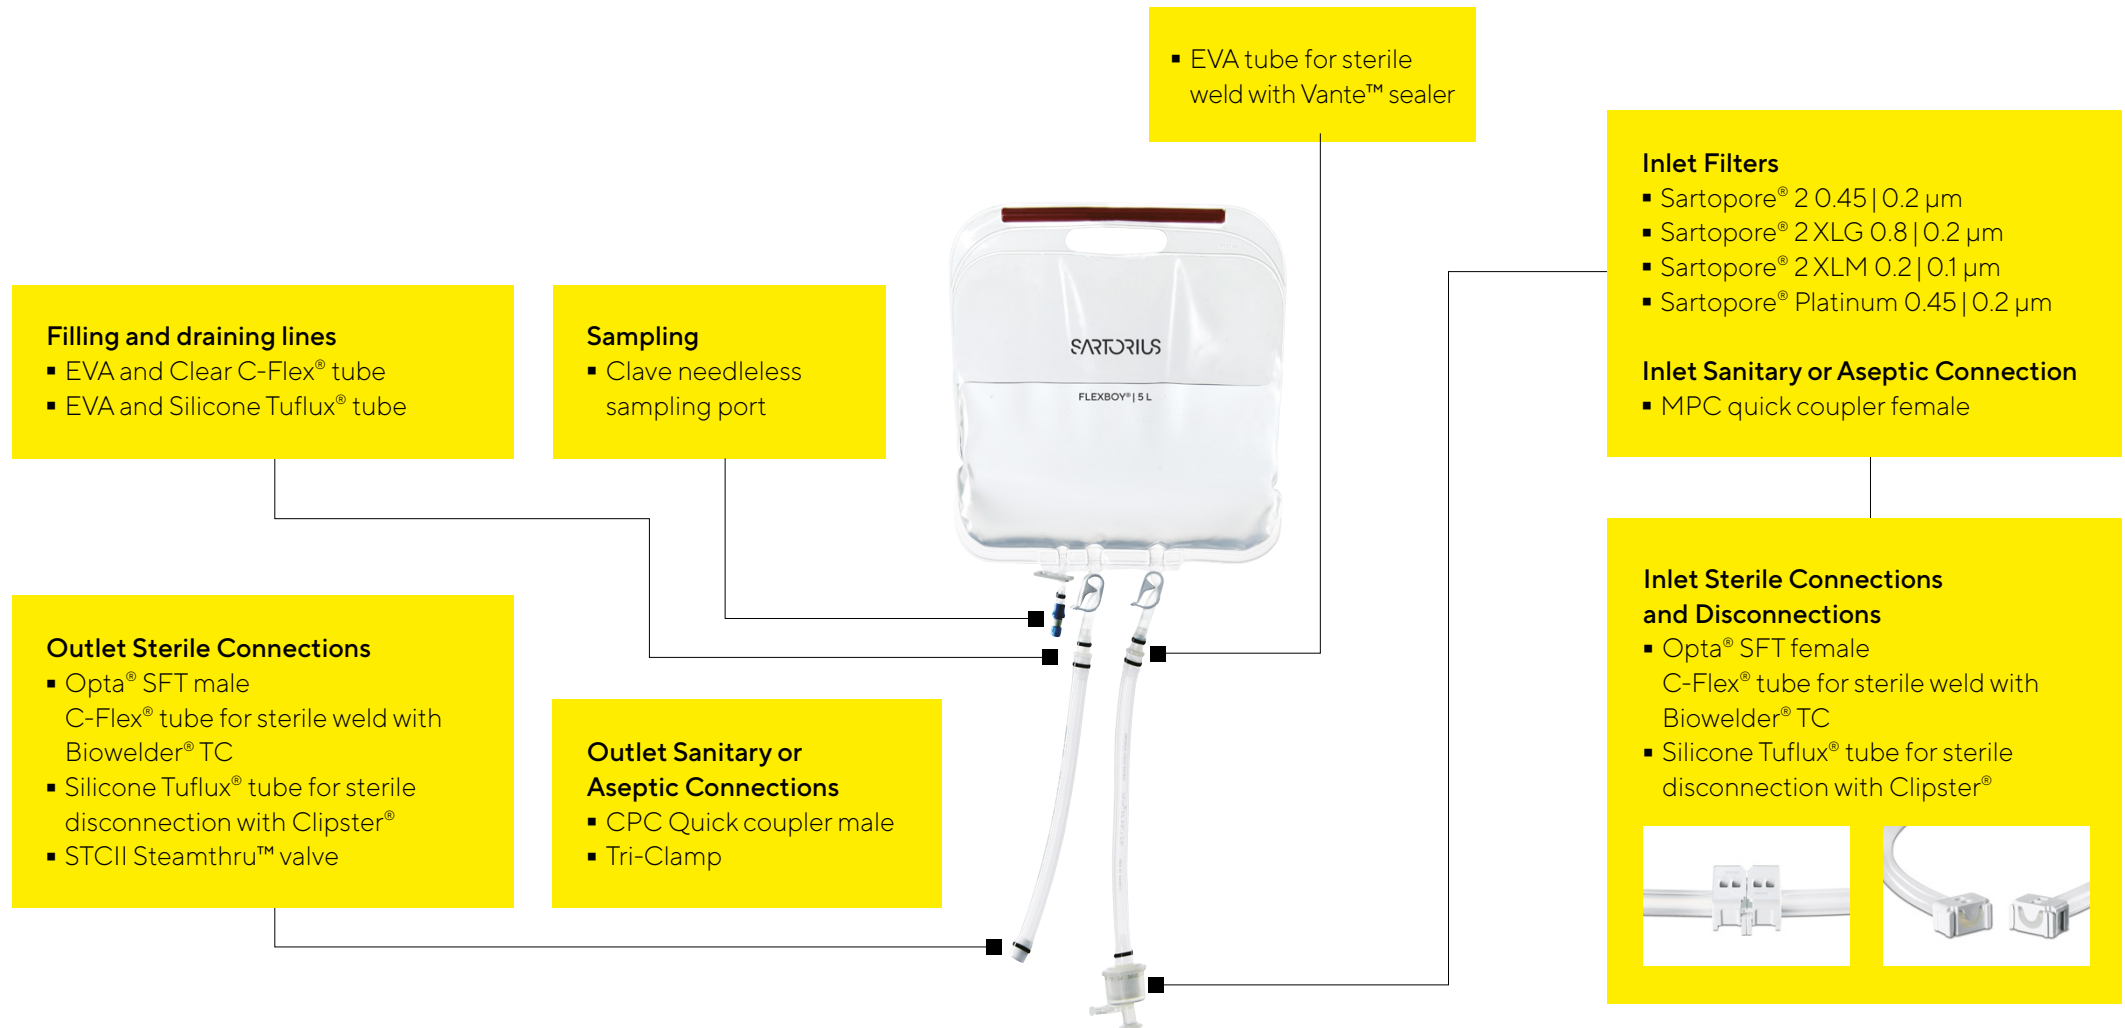 EVA tube for sterile
weld with Vante™ sealer
Inlet Filters
Sartopore® 2 0.45 | 0.2 µm
Sartopore® 2 XLG 0.8 | 0.2 µm
Sartopore® 2 XLM 0.2 | 0.1 µm
Sartopore® Platinum 0.45 | 0.2 µm
Inlet Sanitary or Aseptic Connection
MPC quick coupler female
Filling and draining lines
EVA and Clear C-Flex® tube
EVA and Silicone Tuflux® tube
Sampling
Clave needleless
sampling port
SARTORIUS
FLEXBOY® | 5 L
Outlet Sterile Connections
Opta® SFT male
C-Flex® tube for sterile weld with
Biowelder® TC
Silicone Tuflux® tube for sterile
disconnection with Clipster®
STCII Steamthru™ valve
Outlet Sanitary or
Aseptic Connections
CPC Quick coupler male
Tri-Clamp
Inlet Sterile Connections
and Disconnections
Opta® SFT female
C-Flex® tube for sterile weld with
Biowelder® TC
Silicone Tuflux® tube for sterile
disconnection with Clipster®